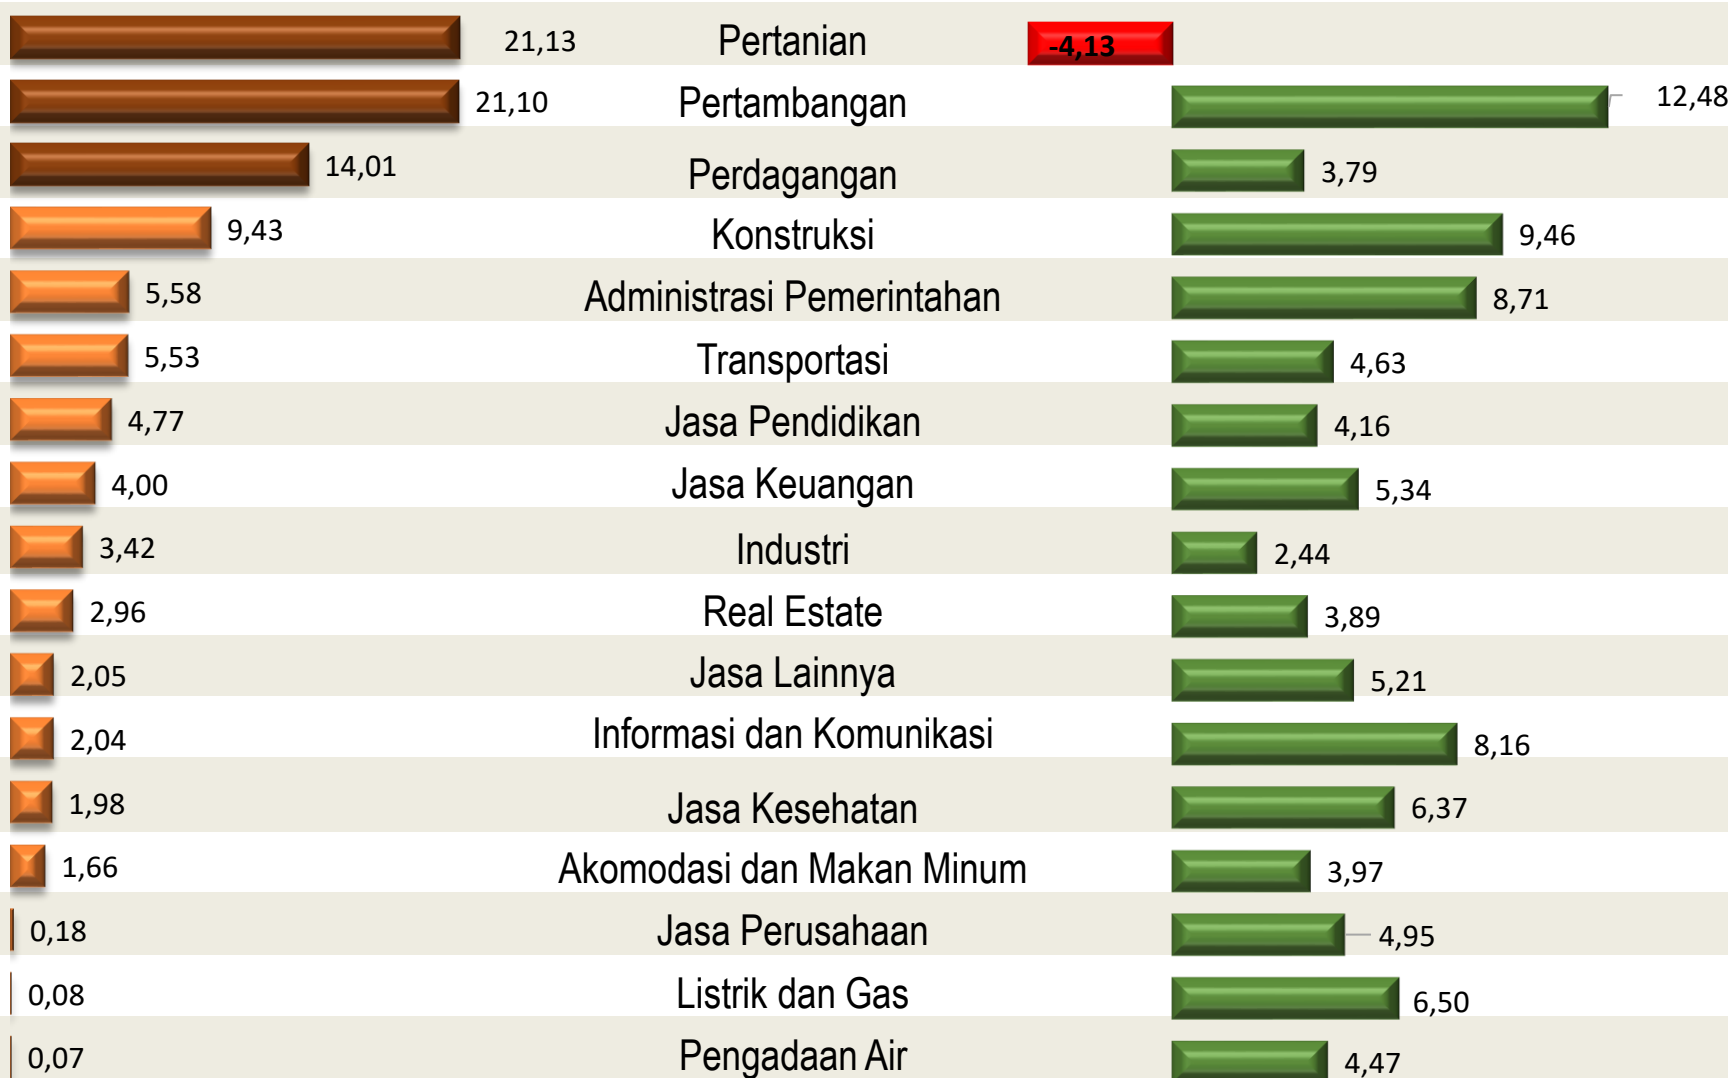 21,13 Pertanian -4,13
21,10 Pertambangan 12,48
14,01 Perdagangan 3,79
9,43 Konstruksi 9,46
5,58 Administrasi Pemerintahan 8,71
5,53 Transportasi 4,63
4,77 Jasa Pendidikan 4,16
4,00 Jasa Keuangan 5,34
3,42 Industri 2,44
2,96 Real Estate 3,89
2,05 Jasa Lainnya 5,21
2,04 Informasi dan Komunikasi 8,16
1,98 Jasa Kesehatan 6,37
1,66 Akomodasi dan Makan Minum 3,97
0,18 Jasa Perusahaan 4,95
0,08 Listrik dan Gas 6,50
0,07 Pengadaan Air 4,47